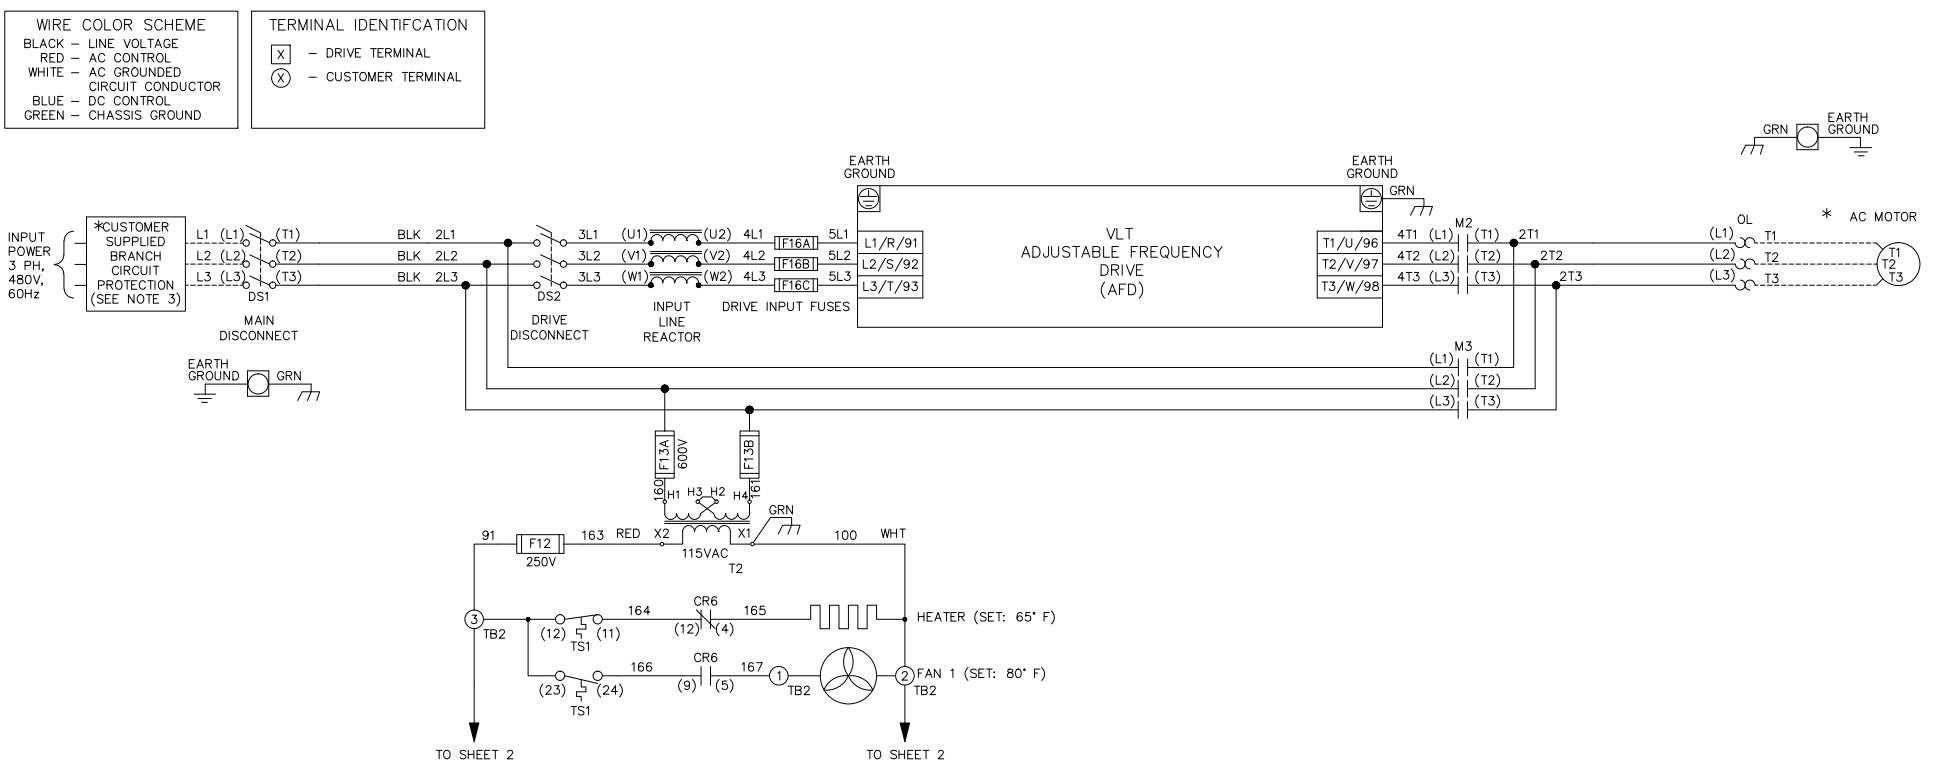 WIRE COLOR SCHEME
BLACK – LINE VOLTAGE
RED – AC CONTROL
WHITE – AC GROUNDED
CIRCUIT CONDUCTOR
BLUE – DC CONTROL
GREEN – CHASSIS GROUND
TERMINAL IDENTIFCATION
X – DRIVE TERMINAL
X – CUSTOMER TERMINAL
INPUT
POWER
3 PH,
480V,
60Hz
*CUSTOMER
SUPPLIED
BRANCH
CIRCUIT
PROTECTION
(SEE NOTE 3)
L1 (L1) (T1) BLK 2L1 3L1 (U1) (U2) 4L1 F16A 5L1 L1/R/91
L2 (L2) (T2) BLK 2L2 3L2 (V1) (V2) 4L2 F16B 5L2 L2/S/92
L3 (L3) (T3) BLK 2L3 3L3 (W1) (W2) 4L3 F16C 5L3 L3/T/93
DS1
MAIN
DISCONNECT
DS2
DRIVE
DISCONNECT
INPUT
LINE
REACTOR
DRIVE INPUT FUSES
EARTH
GROUND
VLT
ADJUSTABLE FREQUENCY
DRIVE
(AFD)
EARTH
GROUND
GRN
M2
T1/U/96 4T1 (L1) (T1) 2T1
T2/V/97 4T2 (L2) (T2) 2T2
T3/W/98 4T3 (L3) (T3) 2T3
GRN
EARTH
GROUND
OL
* AC MOTOR
(L1) T1
(L2) T2
(L3) T3
T1
T2
T3
EARTH
GROUND
GRN
M3
(L1) (T1)
(L2) (T2)
(L3) (T3)
F13A
600V
F13B
160
161
H1 H3 H2 H4
GRN
91 F12 163 RED X2 X1 100 WHT
250V
115VAC
T2
3
TB2
(12) (11)
TS1
164
CR6
(12) (4)
165
HEATER (SET: 65° F)
(23) (24)
TS1
166
CR6
(9) (5)
167
1
TB2
2
TB2
FAN 1 (SET: 80° F)
TO SHEET 2
TO SHEET 2